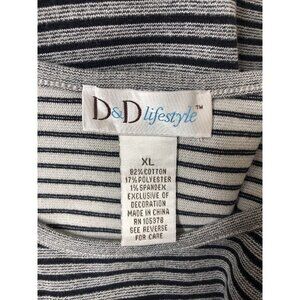 D&D lifestyle™
XL
82% COTTON
17% POLYESTER
1% SPANDEX
EXCLUSIVE OF
DECORATION
MADE IN CHINA
RN 105978
SEE REVERSE
FOR CARE